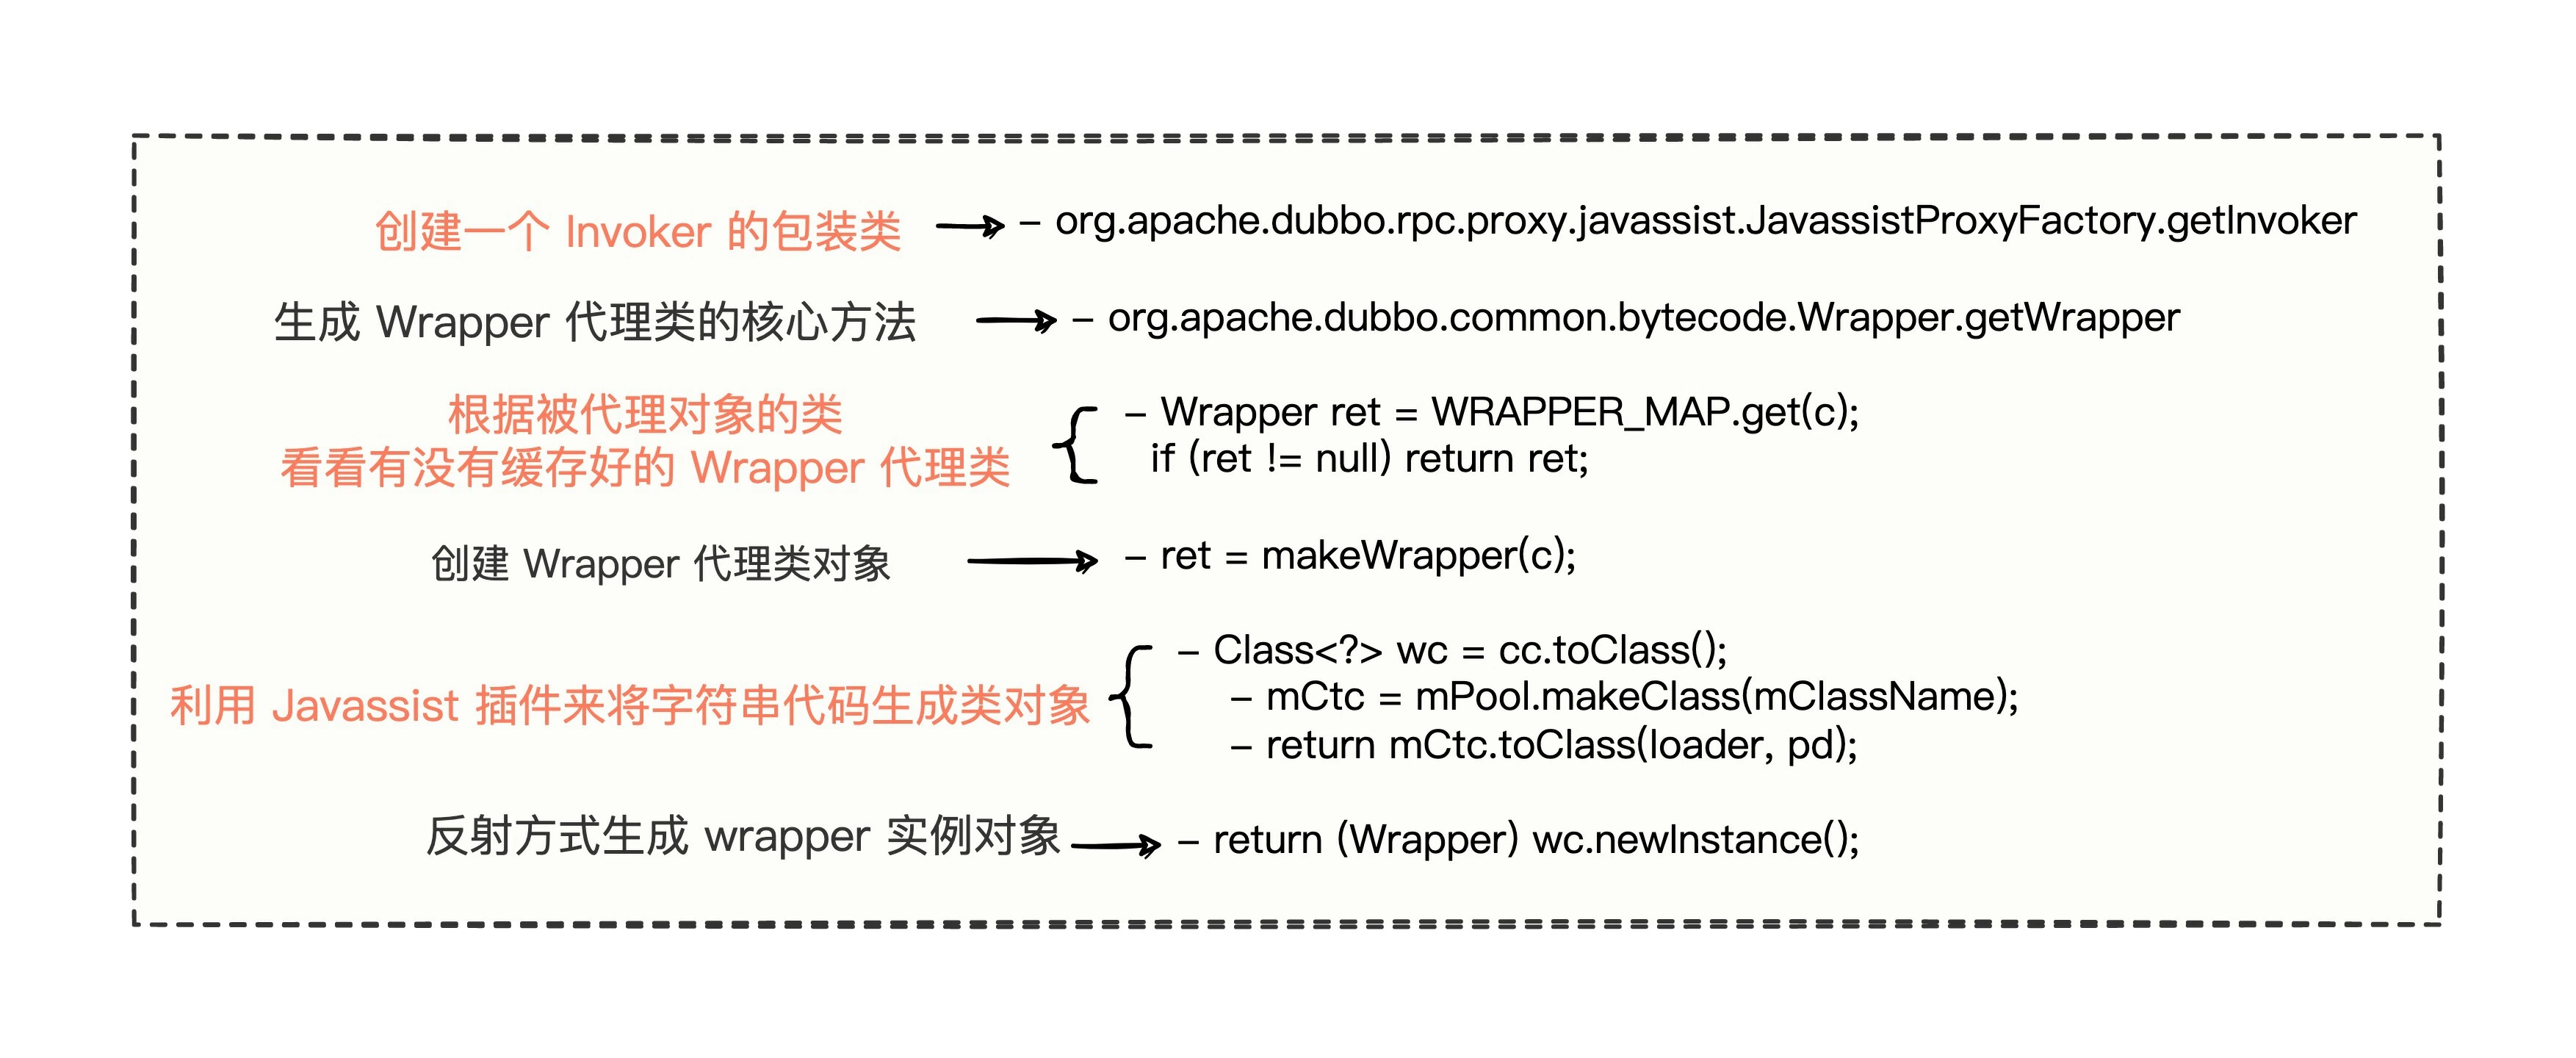 创建一个 Invoker 的包装类 – org.apache.dubbo.rpc.proxy.javassist.JavassistProxyFactory.getInvoker
生成 Wrapper 代理类的核心方法 – org.apache.dubbo.common.bytecode.Wrapper.getWrapper
根据被代理对象的类
看看有没有缓存好的 Wrapper 代理类
– Wrapper ret = WRAPPER_MAP.get(c);
if (ret != null) return ret;
创建 Wrapper 代理类对象 – ret = makeWrapper(c);
利用 Javassist 插件来将字符串代码生成类对象
– Class<?> wc = cc.toClass();
– mCtc = mPool.makeClass(mClassName);
– return mCtc.toClass(loader, pd);
反射方式生成 wrapper 实例对象 – return (Wrapper) wc.newInstance();